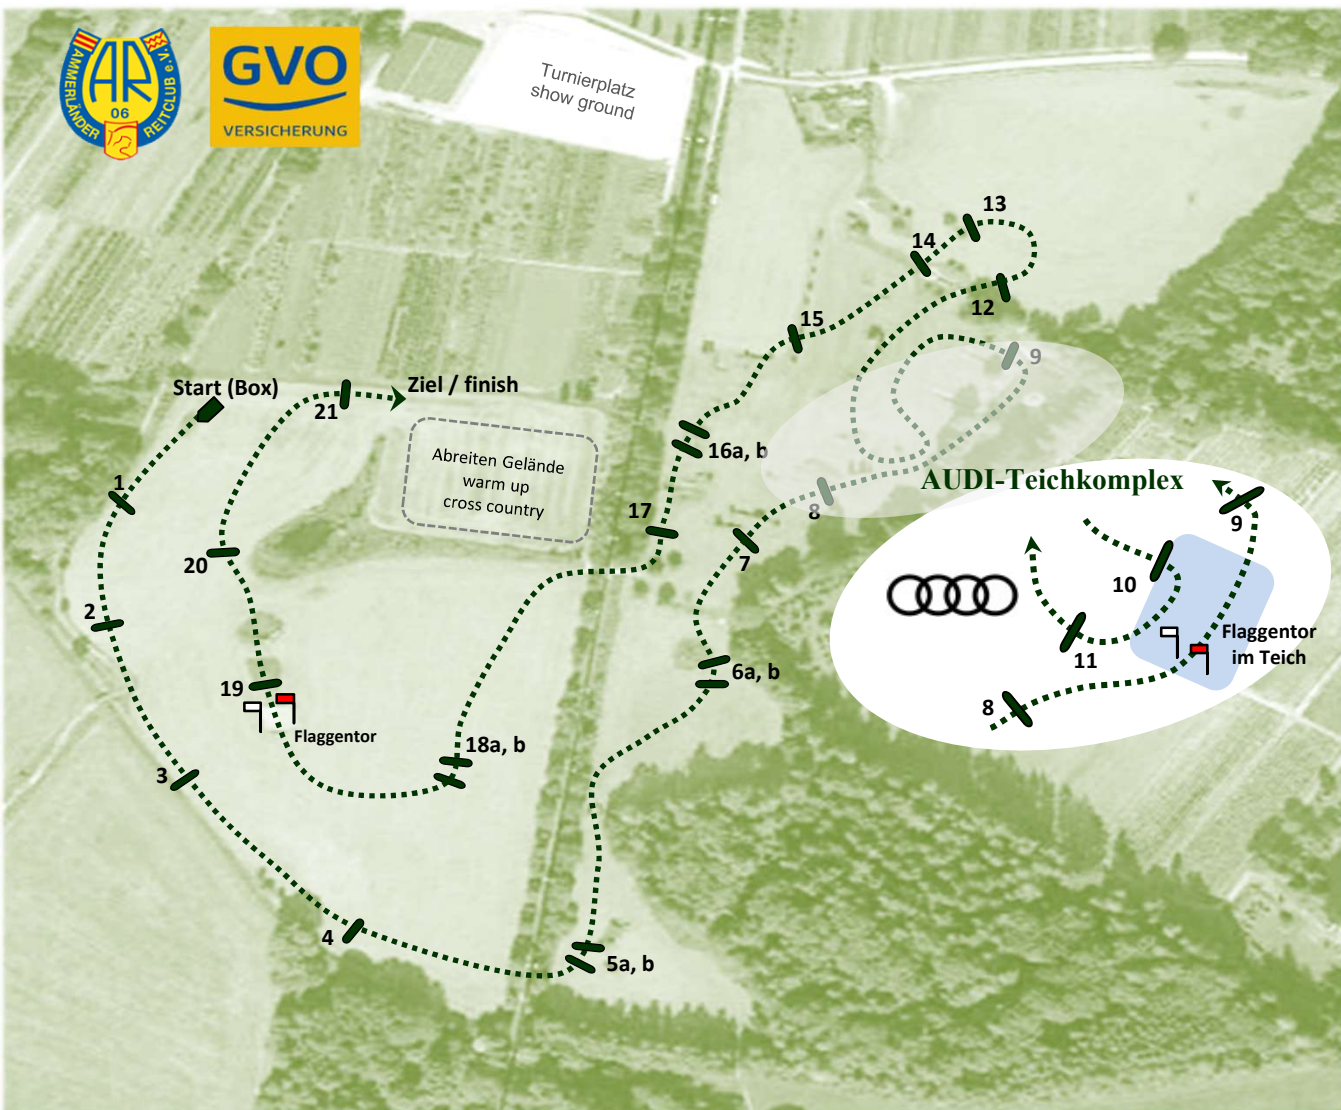 AR
06
AMMERLÄNDER
REITCLUB e.V.
GVO
VERSICHERUNG
Turnierplatz
show ground
13
14
12
15
9
Start (Box)
21
Ziel / finish
16a, b
Abreiten Gelände
warm up
cross country
AUDI-Teichkomplex
1
8
17
9
20
7
10
2
Flaggentor
im Teich
11
6a, b
19
8
Flaggentor
18a, b
3
4
5a, b